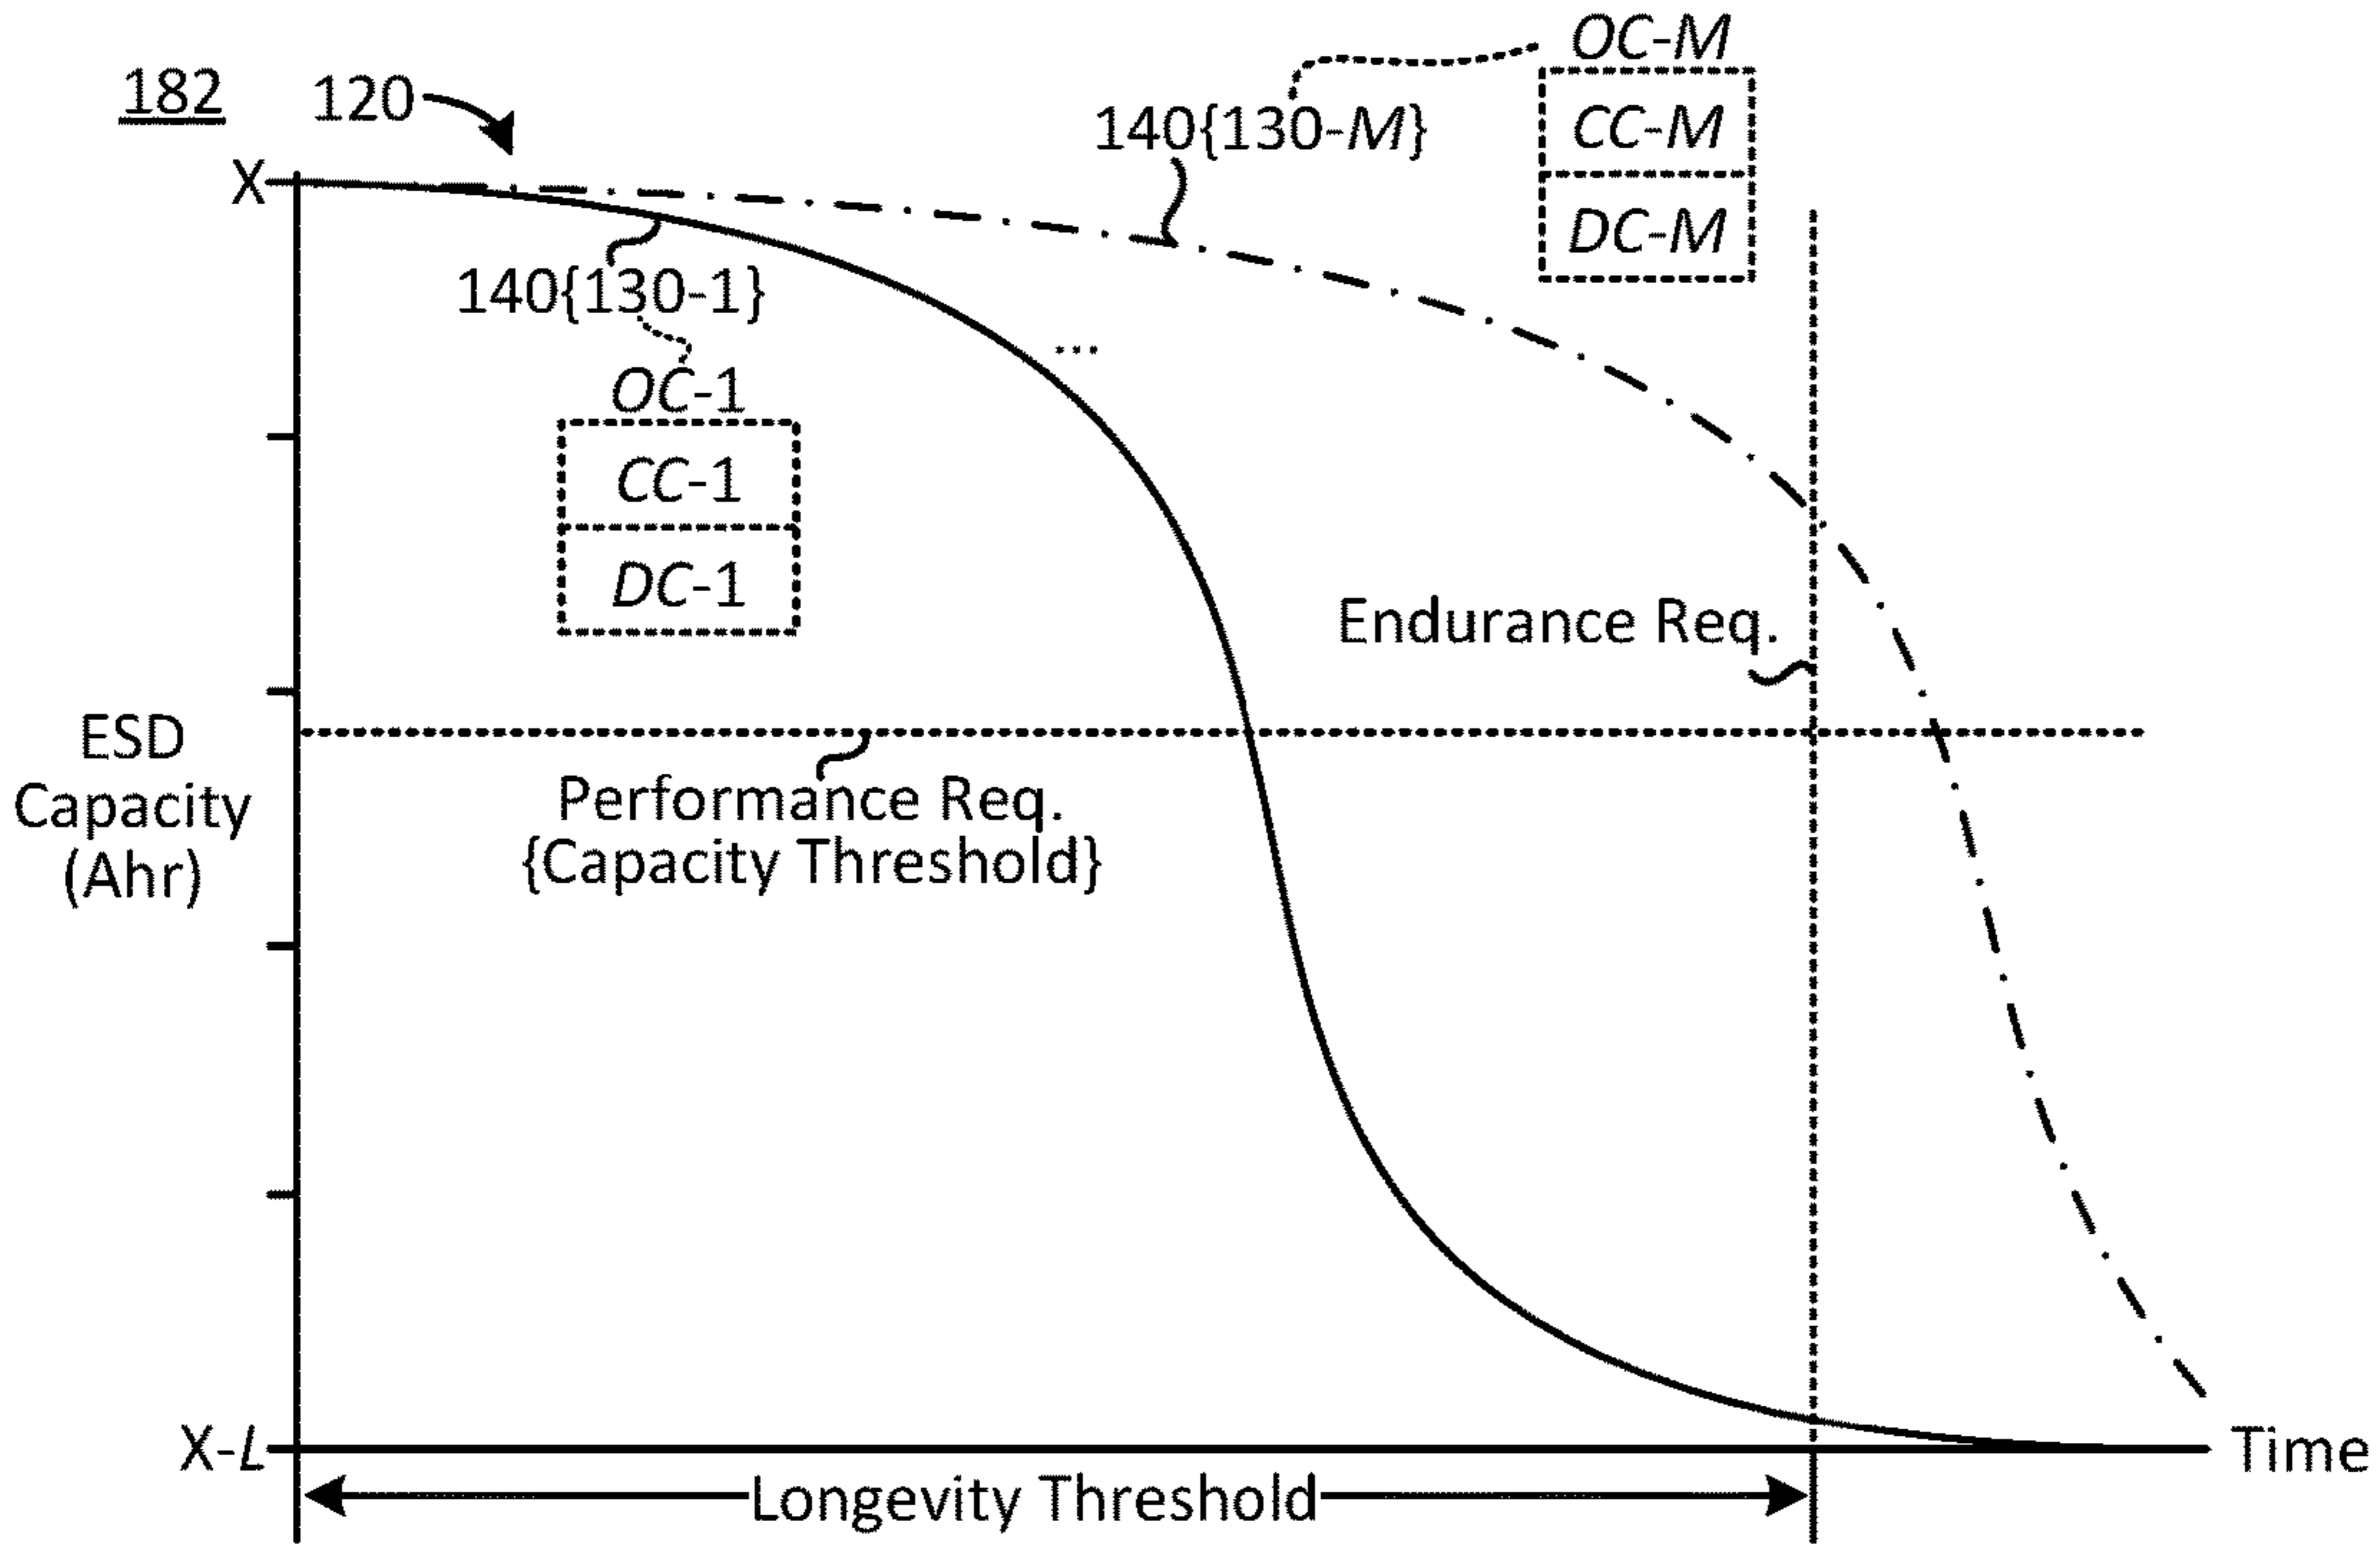 182
120
OC-M
140{130-M}
CC-M
X
DC-M
140{130-1}
...
OC-1
CC-1
DC-1
Endurance Req.
ESD
Capacity
(Ahr)
Performance Req.
{Capacity Threshold}
X-L
Time
Longevity Threshold